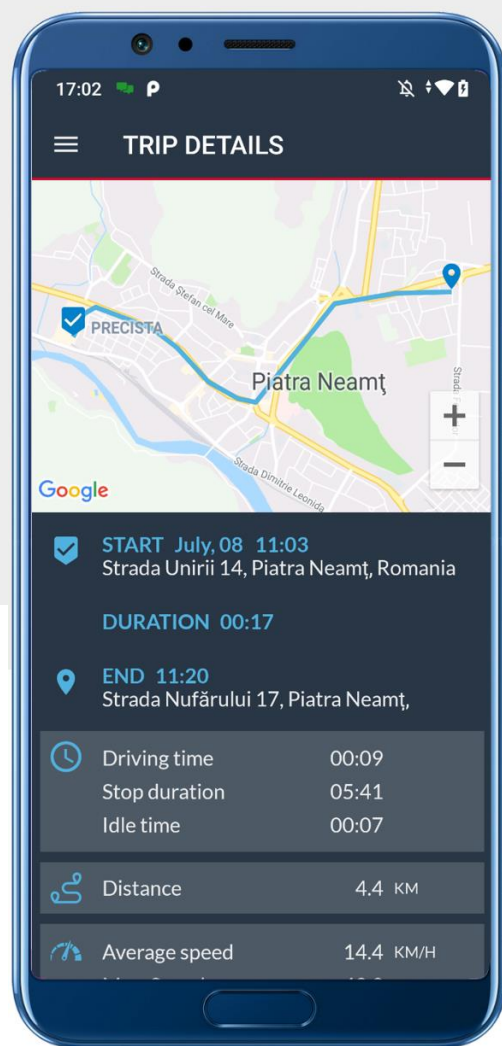 17:02
TRIP DETAILS
Strada Ștefan cel Mare
PRECISTA
Piatra Neamţ
Strada
+
−
Strada Dimitrie Leonida
Google
START July, 08 11:03
Strada Unirii 14, Piatra Neamţ, Romania
DURATION 00:17
END 11:20
Strada Nufărului 17, Piatra Neamţ,
Driving time 00:09
Stop duration 05:41
Idle time 00:07
Distance 4.4 KM
Average speed 14.4 KM/H